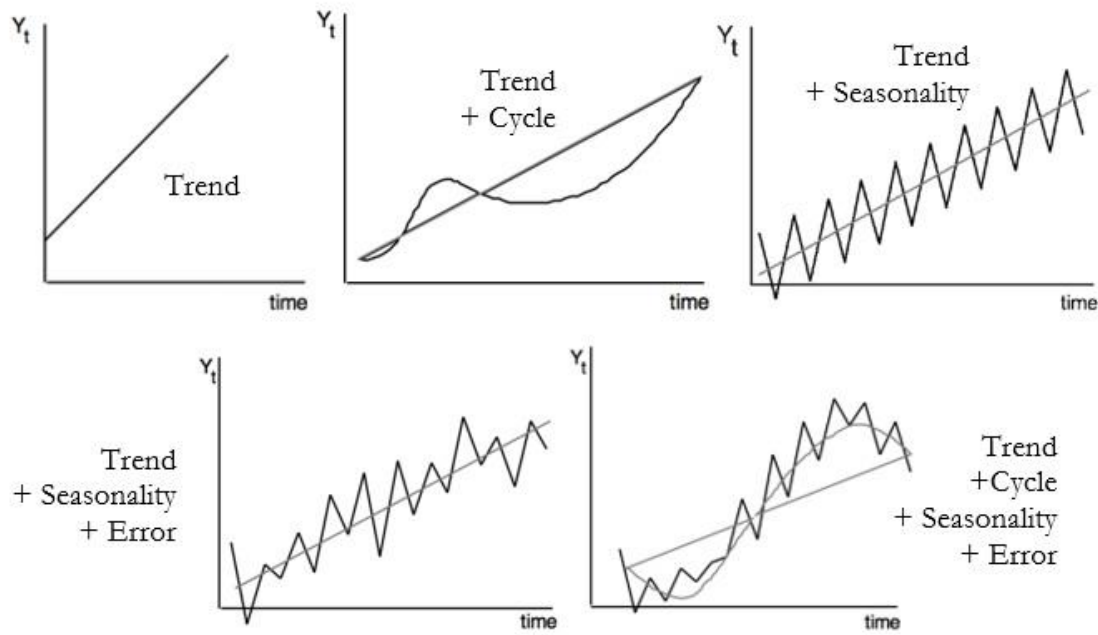 Yt
Trend
time
Yt
Trend
+ Cycle
time
Yt
Trend
+ Seasonality
time
Yt
Trend
+ Seasonality
+ Error
time
Yt
Trend
+Cycle
+ Seasonality
+ Error
time